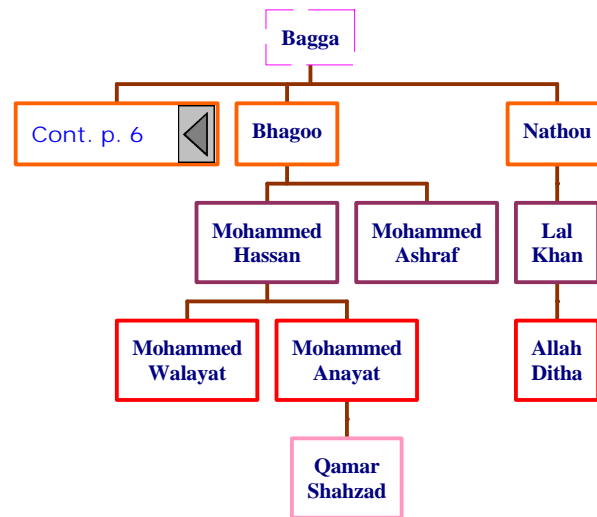 Bagga
Cont. p. 6
Bhagoo
Nathou
Mohammed
Hassan
Mohammed
Ashraf
Lal
Khan
Mohammed
Walayat
Mohammed
Anayat
Allah
Ditha
Qamar
Shahzad